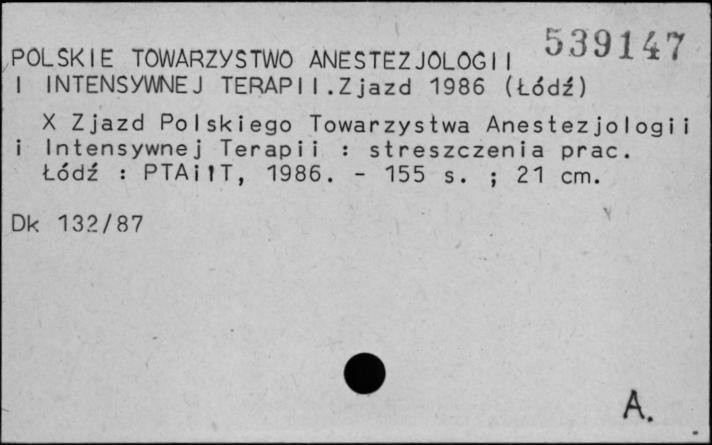 539147
POLSKIE TOWARZYSTWO ANESTEZJOLOGII
I INTENSYWNEJ TERAPII.Zjazd 1986 (Łódź)
X Zjazd Polskiego Towarzystwa Anestezjologii
i Intensywnej Terapii : streszczenia prac.
Łódź : PTAiIT, 1986. - 155 s. ; 21 cm.
Dk 132/87
A.